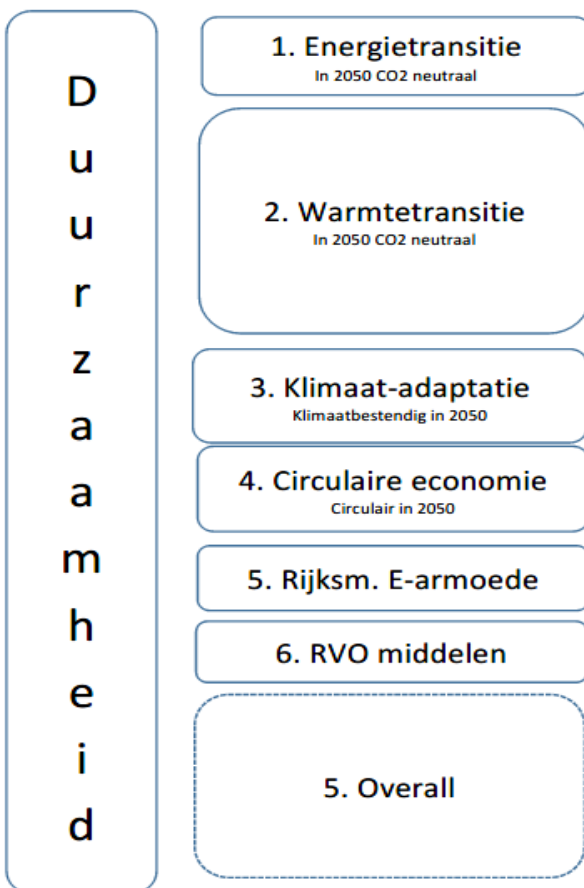 Duurzaamheid
1. Energietransitie
In 2050 CO2 neutraal
2. Warmtetransitie
In 2050 CO2 neutraal
3. Klimaat-adaptatie
Klimaatbestendig in 2050
4. Circulaire economie
Circulair in 2050
5. Rijksm. E-armoede
6. RVO middelen
5. Overall